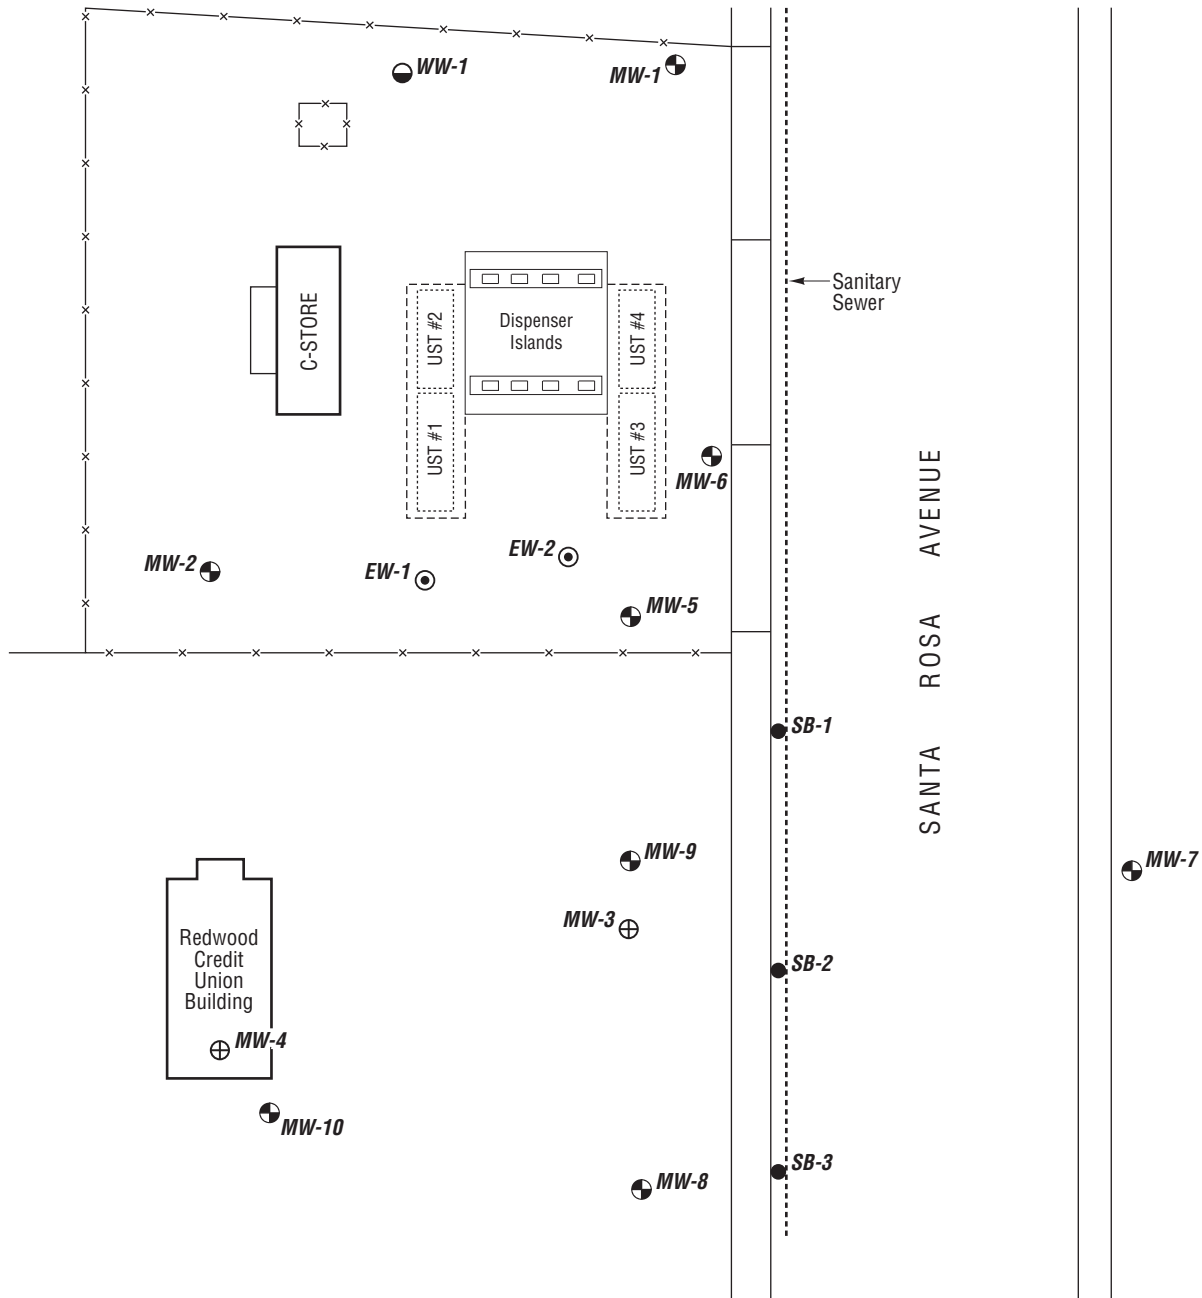 WW-1
MW-1
C-STORE
UST #2
UST #1
Dispenser
Islands
UST #4
UST #3
Sanitary
Sewer
MW-6
MW-2
EW-1
EW-2
MW-5
SANTA ROSA AVENUE
SB-1
MW-9
MW-7
MW-3
Redwood
Credit
Union
Building
SB-2
MW-4
MW-10
MW-8
SB-3